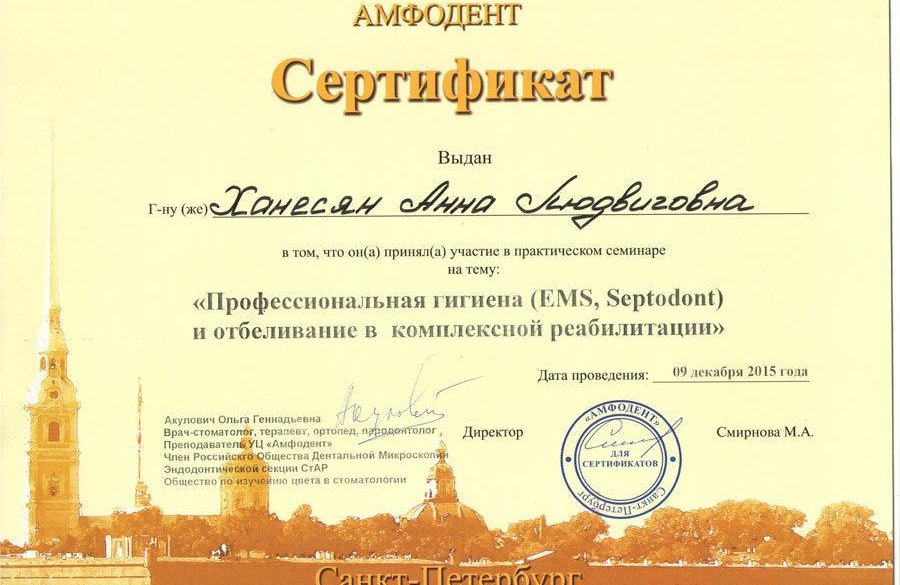 АМФОДЕНТ
Сертификат
Выдан
Г-ну (же) Ханесян Анна Людвиговна
в том, что он(а) принял(а) участие в практическом семинаре
на тему:
«Профессиональная гигиена (EMS, Septodont)
и отбеливание в комплексной реабилитации»
Дата проведения: 09 декабря 2015 года
Акулович Ольга Геннадьевна
Врач-стоматолог, терапевт, ортопед, пародонтолог
Преподаватель УЦ «Амфодент»
Член Российскго Общества Дентальной Микроскопии
Эндодонтической секции СтАР
Общество по изучению цвета в стоматологии
Директор
«АМФОДЕНТ»
ДЛЯ
СЕРТИФИКАТОВ
Санкт-Петербург
Смирнова М.А.
Санкт-Петербург